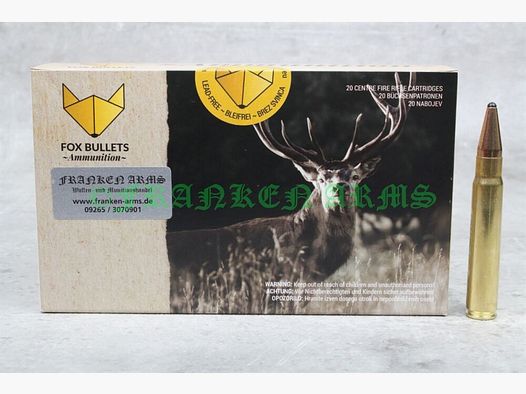 LEAD-FREE – BLEIFREI – BREZ SVINCA
20 CENTRE FIRE RIFLE CARTRIDGES
20 BÜCHSENPATRONEN
20 NABOJEV
FOX BULLETS
~Ammunition~
FRANKEN ARMS
Waffen- und Munitionshandel
www.franken-arms.de
09265 / 3070901
FRANKEN ARMS
WARNING: Keep out of reach of children and unauthorised personal
ACHTUNG: Vor Nichtberechtigten und Kindern sicher aufbewahren
OPOZORILO: Hranite izven dosega otrok in nepooblaščenih oseb